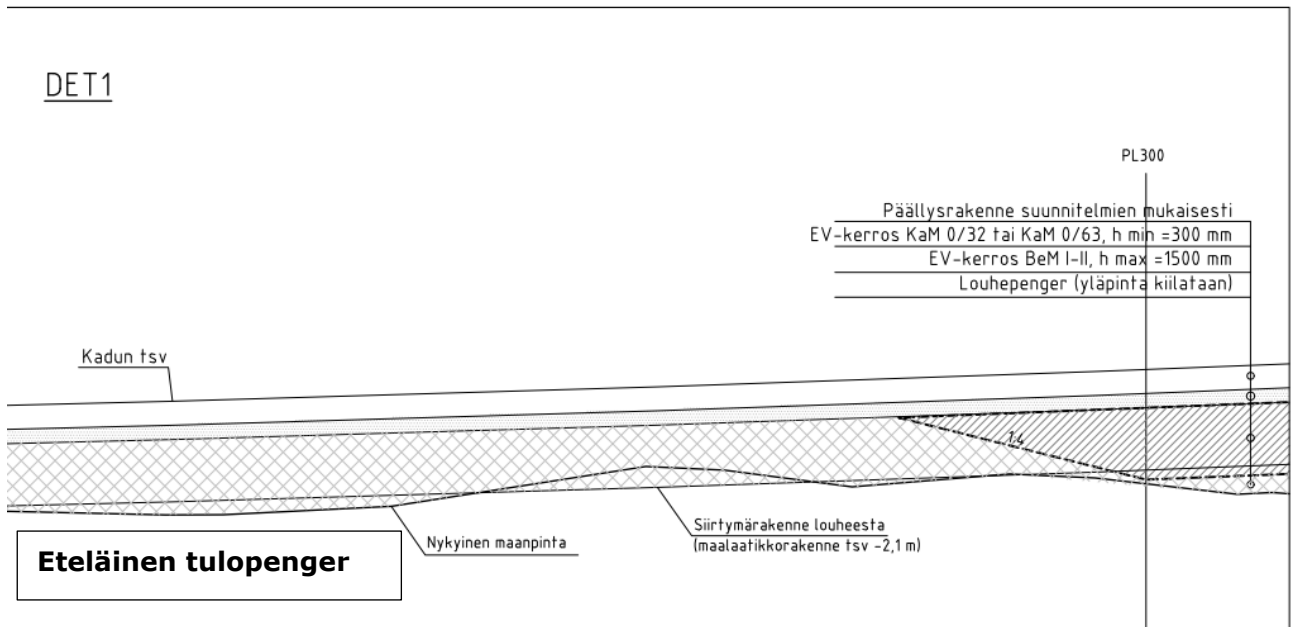 DET1
PL300
Päällysrakenne suunnitelmien mukaisesti
EV-kerros KaM 0/32 tai KaM 0/63, h min =300 mm
EV-kerros BeM I-II, h max =1500 mm
Louhepenger (yläpinta kiilataan)
Kadun tsv
1:4
Nykyinen maanpinta
Siirtymärakenne louheesta
(maalaatikkorakenne tsv -2,1 m)
Eteläinen tulopenger